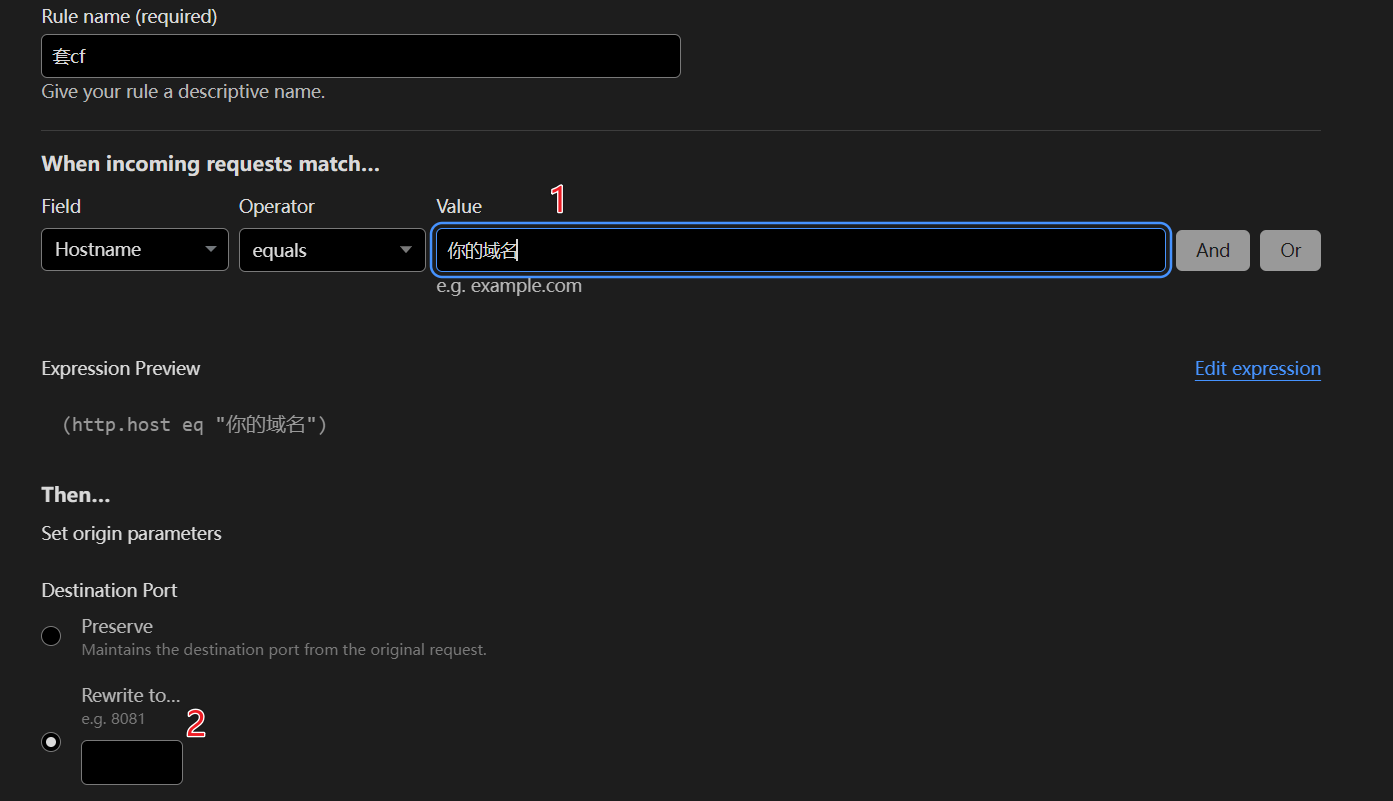 Rule name (required)
套cf
Give your rule a descriptive name.
When incoming requests match...
1
Field Operator Value
Hostname equals 你的域名 And Or
e.g. example.com
Expression Preview Edit expression
(http.host eq "你的域名")
Then...
Set origin parameters
Destination Port
Preserve
Maintains the destination port from the original request.
Rewrite to...
e.g. 8081
2